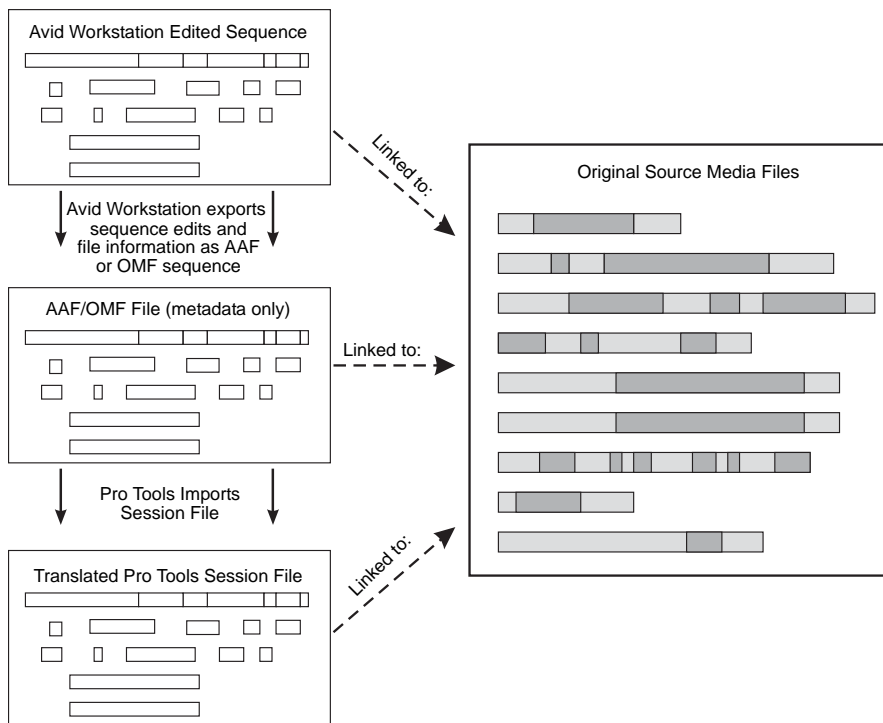 Avid Workstation Edited Sequence
Linked to:
Original Source Media Files
Avid Workstation exports
sequence edits and
file information as AAF
or OMF sequence
AAF/OMF File (metadata only)
Linked to:
Pro Tools Imports
Session File
Linked to:
Translated Pro Tools Session File